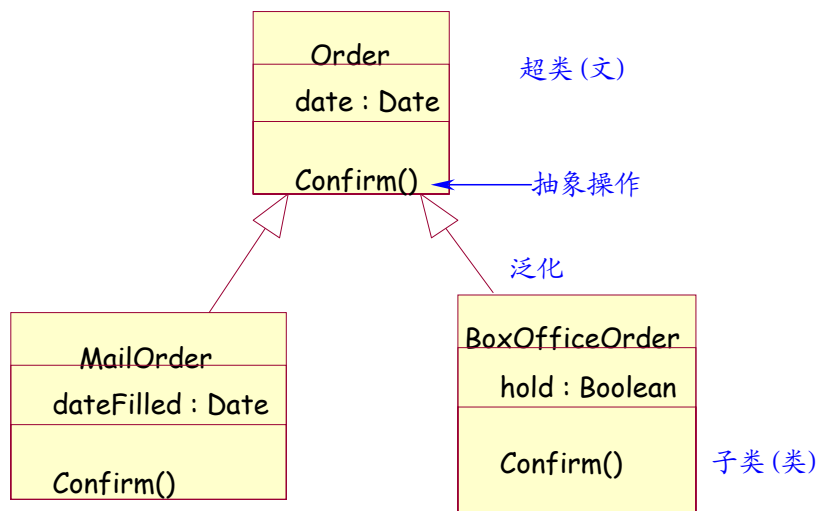 Order
超类(文)
date : Date
Confirm()
抽象操作
泛化
MailOrder
dateFilled : Date
Confirm()
BoxOfficeOrder
hold : Boolean
Confirm()
子类(类)